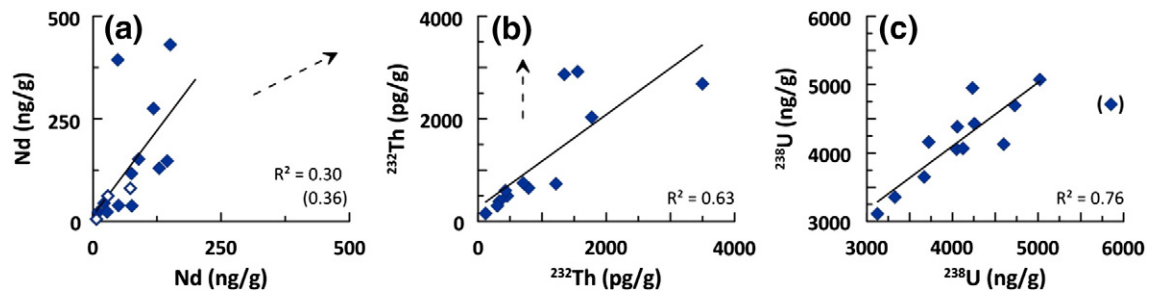 (a)
500
250
0
Nd (ng/g)
R² = 0.30
(0.36)
0 250 500
Nd (ng/g)
(b)
4000
2000
0
²³²Th (pg/g)
R² = 0.63
0 2000 4000
²³²Th (pg/g)
(c)
6000
5000
4000
3000
²³⁸U (ng/g)
( )
R² = 0.76
3000 4000 5000 6000
²³⁸U (ng/g)